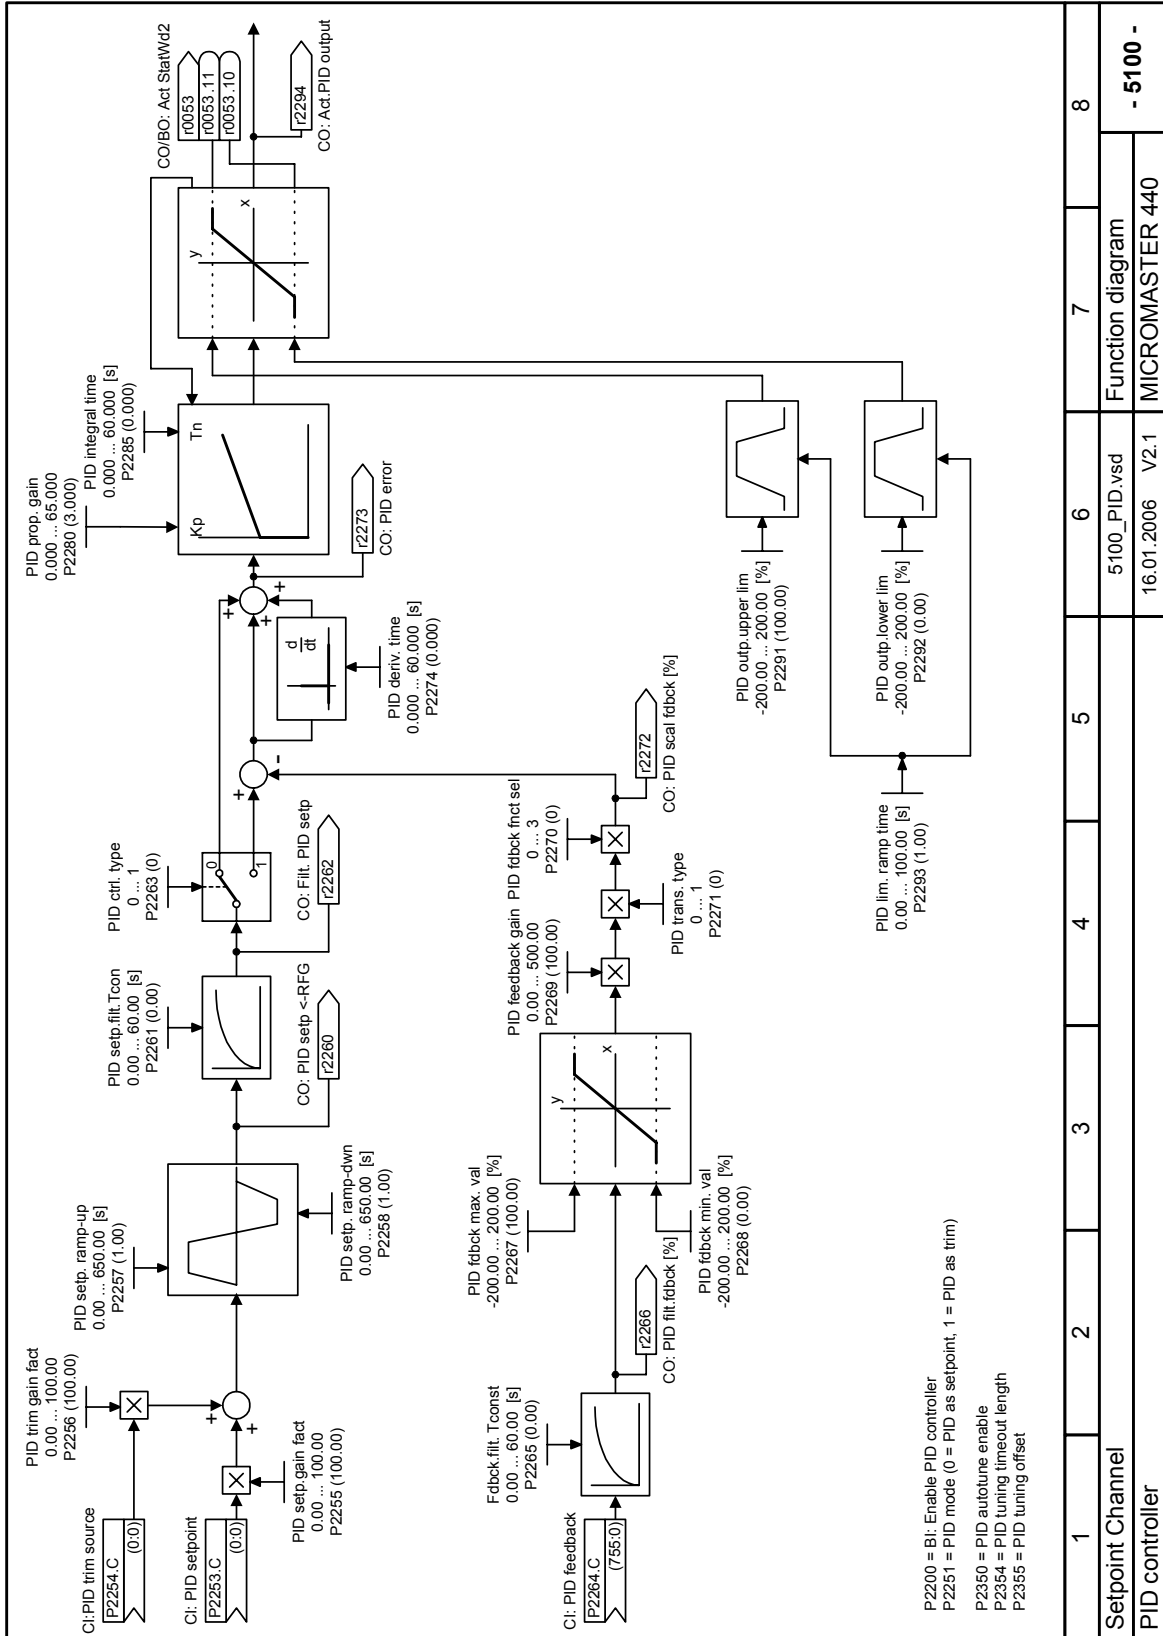 CI:PID trim source
P2254.C
(0:0)
PID trim gain fact
0.00 ... 100.00
P2256 (100.00)
CI: PID setpoint
P2253.C
(0:0)
PID setp.gain fact
0.00 ... 100.00
P2255 (100.00)
PID setp. ramp-up
0.00 ... 650.00 [s]
P2257 (1.00)
PID setp. ramp-dwn
0.00 ... 650.00 [s]
P2258 (1.00)
CO: PID setp <-RFG
r2260
PID setp.filt.Tcon
0.00 ... 60.00 [s]
P2261 (0.00)
CO: Filt. PID setp
r2262
PID ctrl. type
0 ... 1
P2263 (0)
0
1
+
+
+
-
PID deriv. time
0.000 ... 60.000 [s]
P2274 (0.000)
d
dt
+
+
+
r2273
CO: PID error
PID prop. gain
0.000 ... 65.000
P2280 (3.000)
PID integral time
0.000 ... 60.000 [s]
P2285 (0.000)
Kp
Tn
y
x
CO/BO: Act StatWd2
r0053
r0053 .11
r0053 .10
r2294
CO: Act.PID output
CI: PID feedback
P2264.C
(755:0)
Fdbck.filt. Tconst
0.00 ... 60.00 [s]
P2265 (0.00)
r2266
CO: PID filt.fdbck [%]
PID fdbck max. val
-200.00 ... 200.00 [%]
P2267 (100.00)
PID fdbck min. val
-200.00 ... 200.00 [%]
P2268 (0.00)
y
x
PID feedback gain
0.00 ... 500.00
P2269 (100.00)
PID trans. type
0 ... 1
P2271 (0)
PID fdbck fnct sel
0 ... 3
P2270 (0)
r2272
CO: PID scal fdbck [%]
PID outp.upper lim
-200.00 ... 200.00 [%]
P2291 (100.00)
PID outp.lower lim
-200.00 ... 200.00 [%]
P2292 (0.00)
PID lim. ramp time
0.00 ... 100.00 [s]
P2293 (1.00)
P2200 = BI: Enable PID controller
P2251 = PID mode (0 = PID as setpoint, 1 = PID as trim)
P2350 = PID autotune enable
P2354 = PID tuning timeout length
P2355 = PID tuning offset
1 2 3 4 5 6 7 8
Setpoint Channel
5100_PID.vsd
Function diagram
- 5100 -
PID controller
16.01.2006 V2.1
MICROMASTER 440